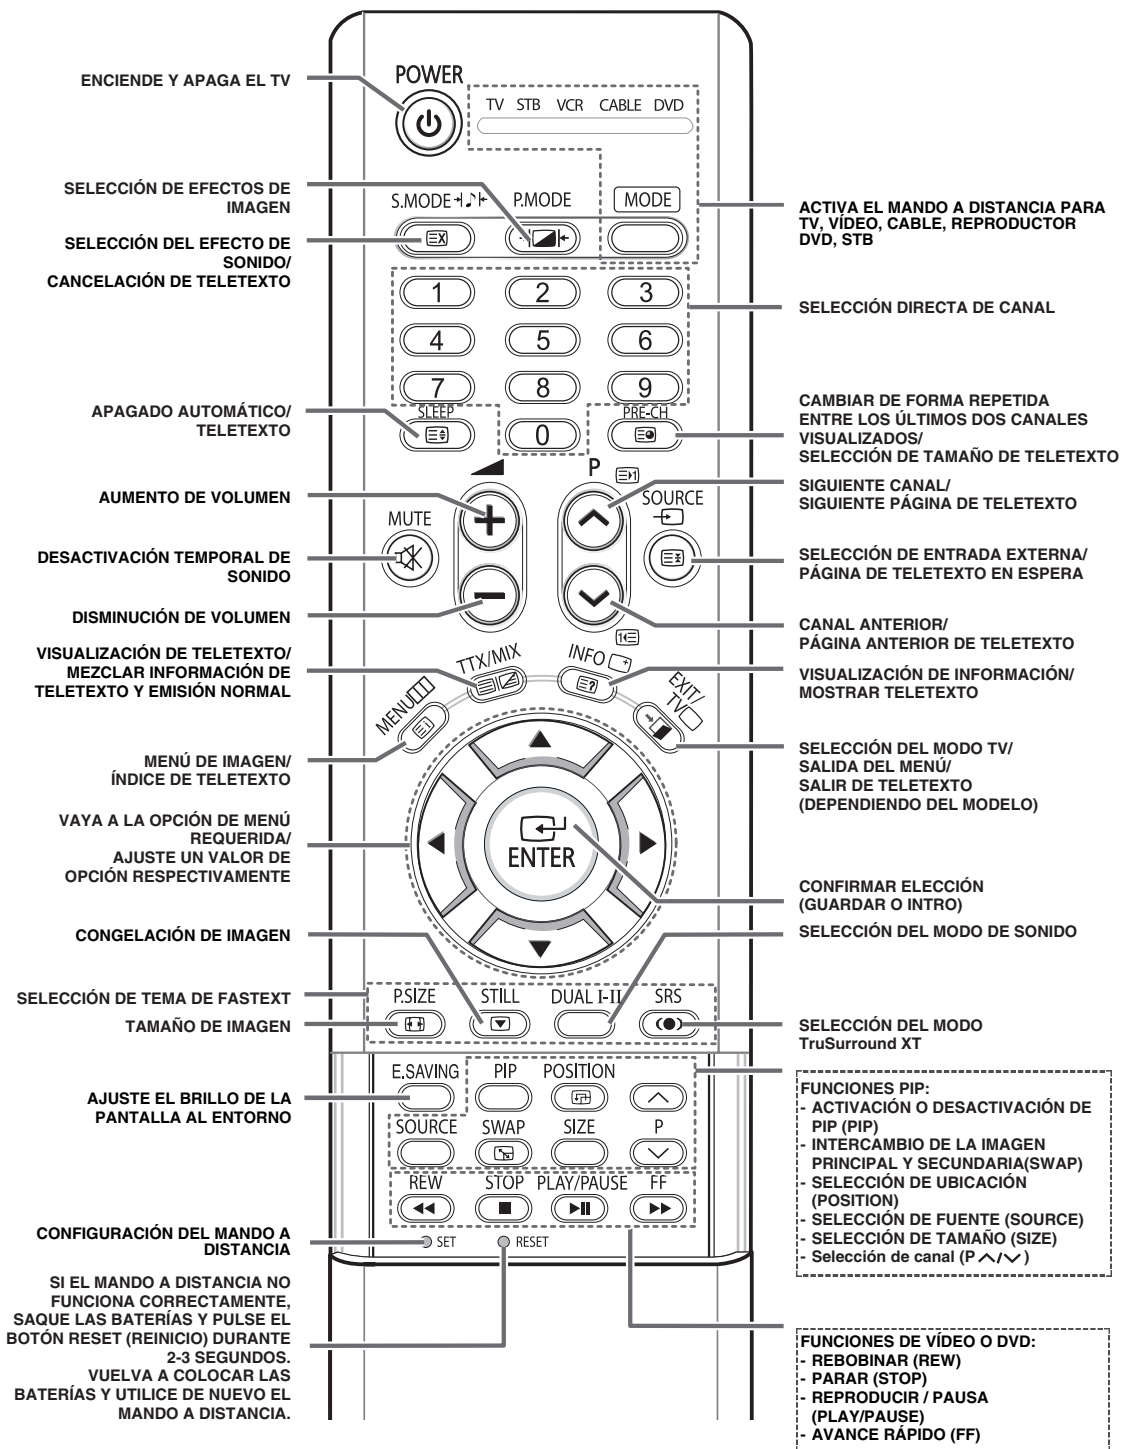 ENCIENDE Y APAGA EL TV
SELECCIÓN DE EFECTOS DE
IMAGEN
SELECCIÓN DEL EFECTO DE
SONIDO/
CANCELACIÓN DE TELETEXTO
APAGADO AUTOMÁTICO/
TELETEXTO
AUMENTO DE VOLUMEN
DESACTIVACIÓN TEMPORAL DE
SONIDO
DISMINUCIÓN DE VOLUMEN
VISUALIZACIÓN DE TELETEXTO/
MEZCLAR INFORMACIÓN DE
TELETEXTO Y EMISIÓN NORMAL
MENÚ DE IMAGEN/
ÍNDICE DE TELETEXTO
VAYA A LA OPCIÓN DE MENÚ
REQUERIDA/
AJUSTE UN VALOR DE
OPCIÓN RESPECTIVAMENTE
CONGELACIÓN DE IMAGEN
SELECCIÓN DE TEMA DE FASTEXT
TAMAÑO DE IMAGEN
AJUSTE EL BRILLO DE LA
PANTALLA AL ENTORNO
CONFIGURACIÓN DEL MANDO A
DISTANCIA
SI EL MANDO A DISTANCIA NO
FUNCIONA CORRECTAMENTE,
SAQUE LAS BATERÍAS Y PULSE EL
BOTÓN RESET (REINICIO) DURANTE
2-3 SEGUNDOS.
VUELVA A COLOCAR LAS
BATERÍAS Y UTILICE DE NUEVO EL
MANDO A DISTANCIA.
POWER
TV STB VCR CABLE DVD
S.MODE P.MODE MODE
1 2 3
4 5 6
7 8 9
SLEEP 0 PRE-CH
P
MUTE SOURCE
TTX/MIX INFO
MENU EXIT/
TV
ENTER
P.SIZE STILL DUAL I-II SRS
E.SAVING PIP POSITION
SOURCE SWAP SIZE P
REW STOP PLAY/PAUSE FF
SET RESET
ACTIVA EL MANDO A DISTANCIA PARA
TV, VÍDEO, CABLE, REPRODUCTOR
DVD, STB
SELECCIÓN DIRECTA DE CANAL
CAMBIAR DE FORMA REPETIDA
ENTRE LOS ÚLTIMOS DOS CANALES
VISUALIZADOS/
SELECCIÓN DE TAMAÑO DE TELETEXTO
SIGUIENTE CANAL/
SIGUIENTE PÁGINA DE TELETEXTO
SELECCIÓN DE ENTRADA EXTERNA/
PÁGINA DE TELETEXTO EN ESPERA
CANAL ANTERIOR/
PÁGINA ANTERIOR DE TELETEXTO
VISUALIZACIÓN DE INFORMACIÓN/
MOSTRAR TELETEXTO
SELECCIÓN DEL MODO TV/
SALIDA DEL MENÚ/
SALIR DE TELETEXTO
(DEPENDIENDO DEL MODELO)
CONFIRMAR ELECCIÓN
(GUARDAR O INTRO)
SELECCIÓN DEL MODO DE SONIDO
SELECCIÓN DEL MODO
TruSurround XT
FUNCIONES PIP:
- ACTIVACIÓN O DESACTIVACIÓN DE
PIP (PIP)
- INTERCAMBIO DE LA IMAGEN
PRINCIPAL Y SECUNDARIA(SWAP)
- SELECCIÓN DE UBICACIÓN
(POSITION)
- SELECCIÓN DE FUENTE (SOURCE)
- SELECCIÓN DE TAMAÑO (SIZE)
- Selección de canal (P ︿/﹀)
FUNCIONES DE VÍDEO O DVD:
- REBOBINAR (REW)
- PARAR (STOP)
- REPRODUCIR / PAUSA
(PLAY/PAUSE)
- AVANCE RÁPIDO (FF)